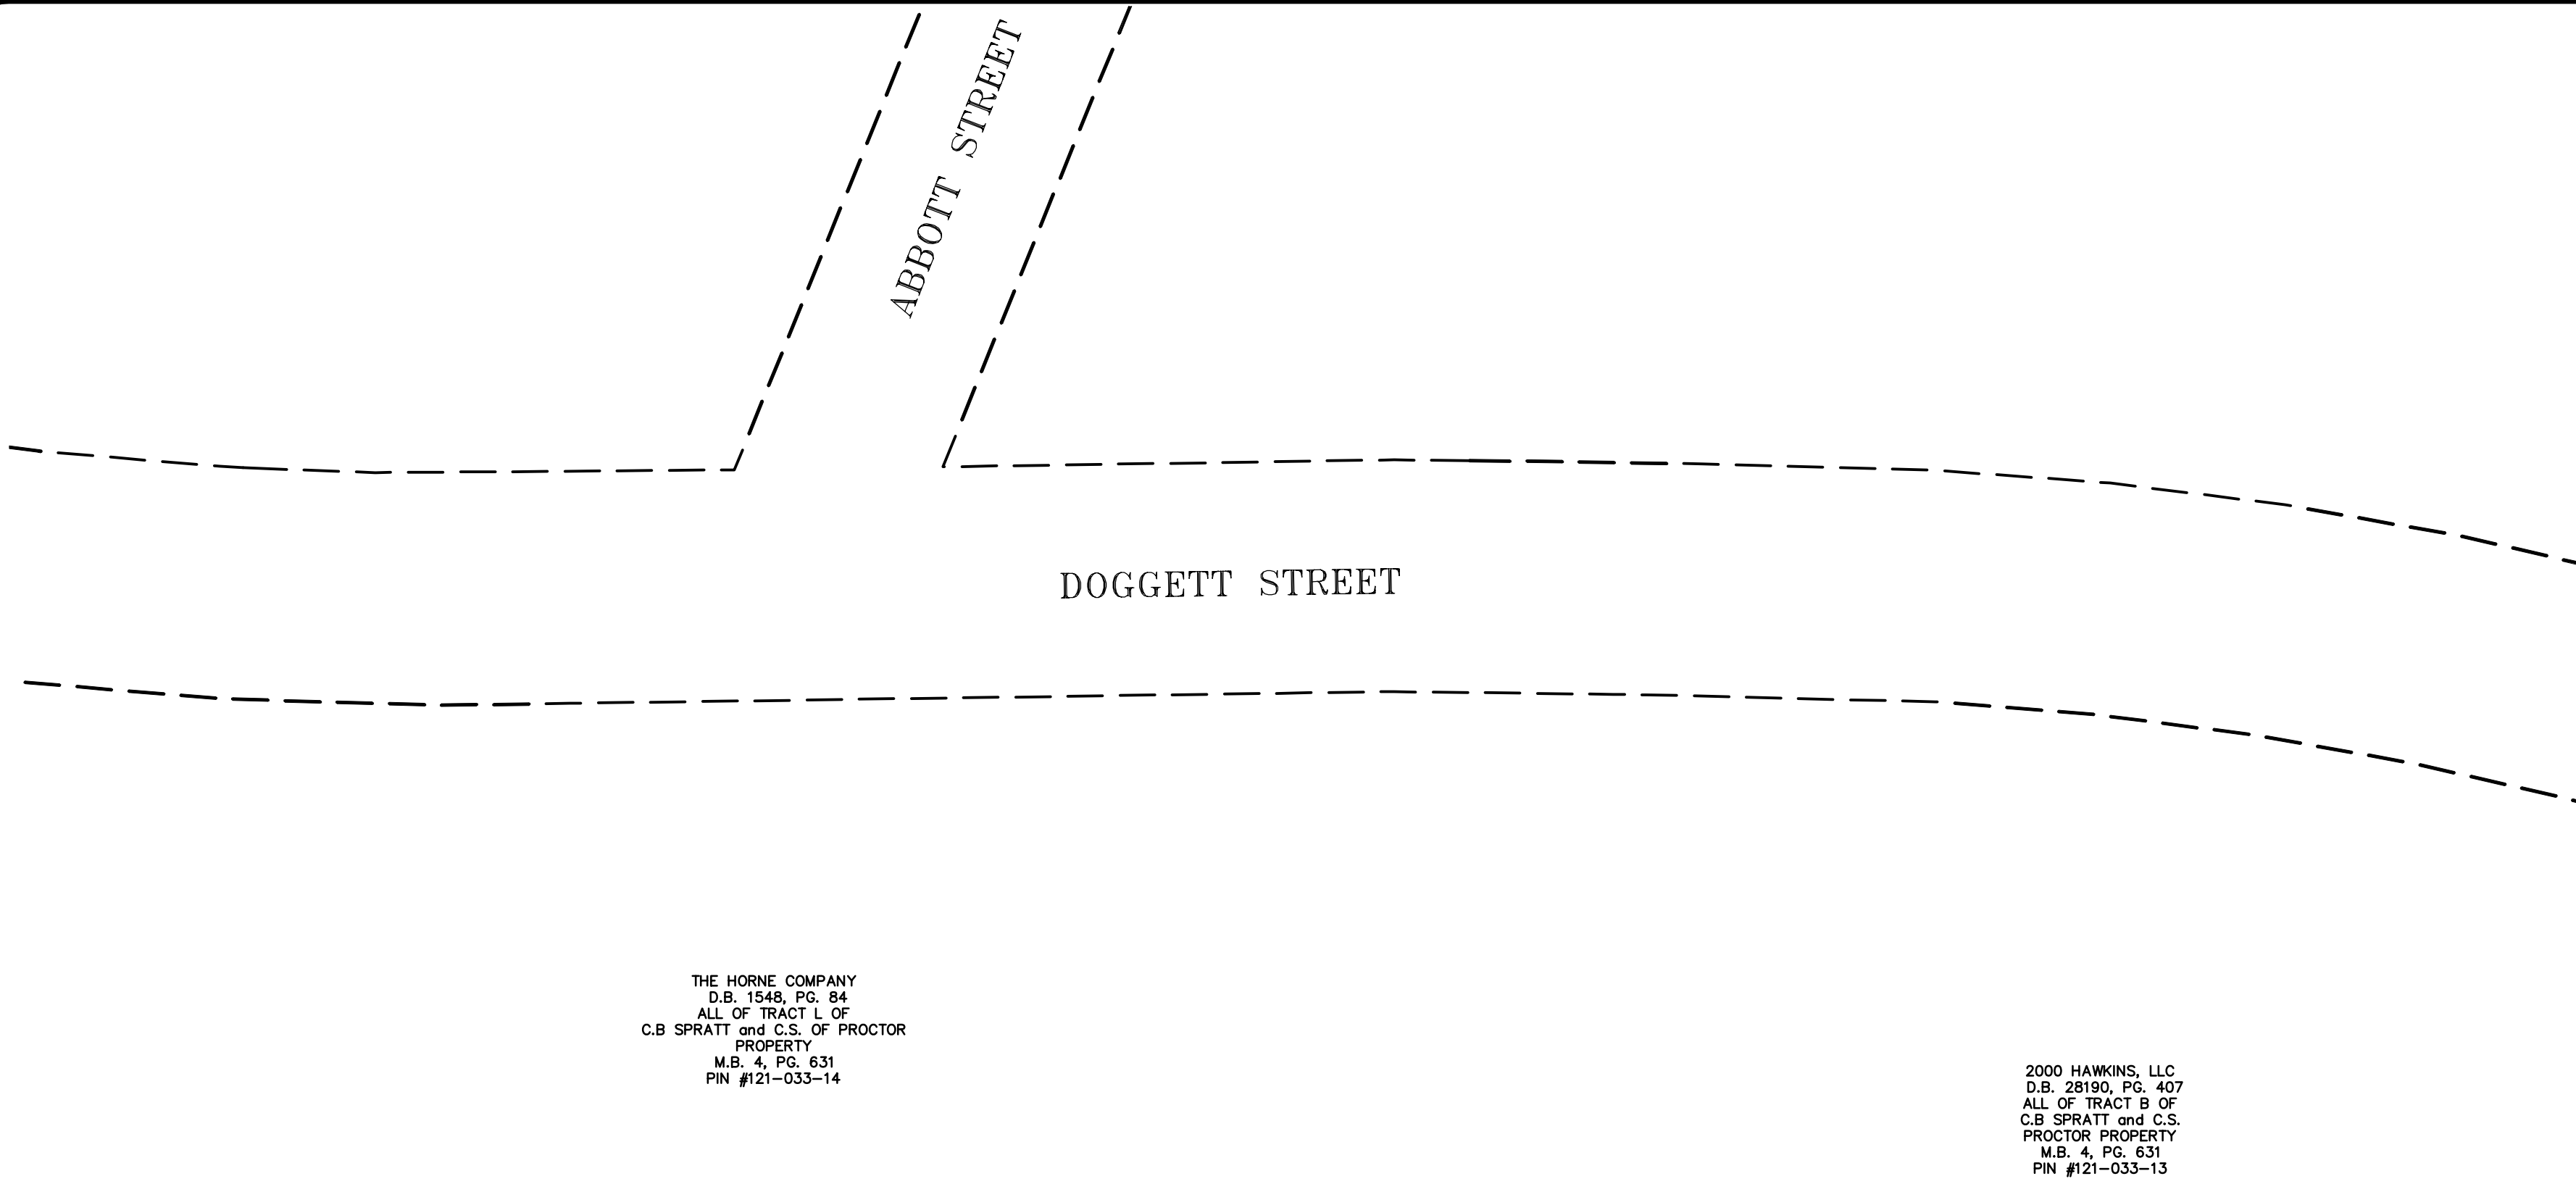 ABBOTT STREET
DOGGETT STREET
THE HORNE COMPANY
D.B. 1548, PG. 84
ALL OF TRACT L OF
C.B SPRATT and C.S. OF PROCTOR
PROPERTY
M.B. 4, PG. 631
PIN #121-033-14
2000 HAWKINS, LLC
D.B. 28190, PG. 407
ALL OF TRACT B OF
C.B SPRATT and C.S.
PROCTOR PROPERTY
M.B. 4, PG. 631
PIN #121-033-13